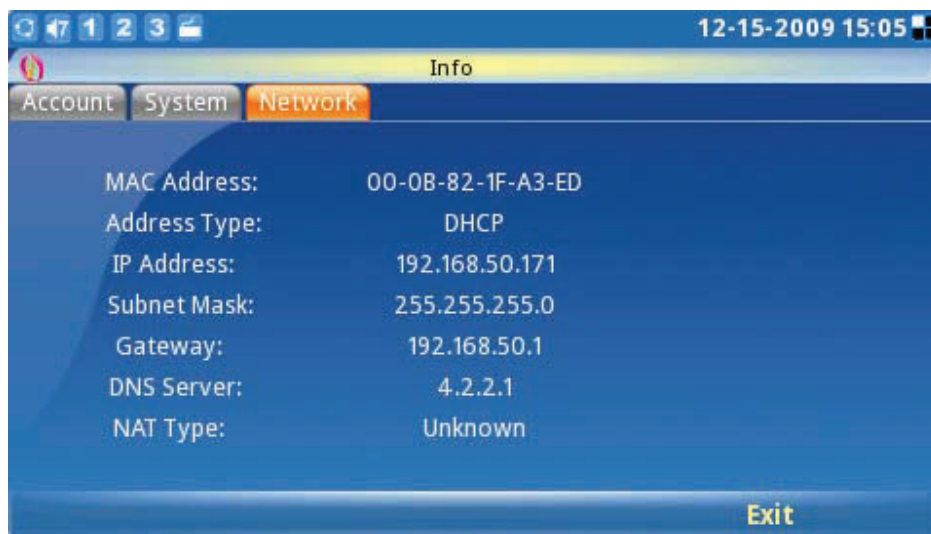 47 1 2 3 12-15-2009 15:05
Info
Account System Network
MAC Address: 00-0B-82-1F-A3-ED
Address Type: DHCP
IP Address: 192.168.50.171
Subnet Mask: 255.255.255.0
Gateway: 192.168.50.1
DNS Server: 4.2.2.1
NAT Type: Unknown
Exit